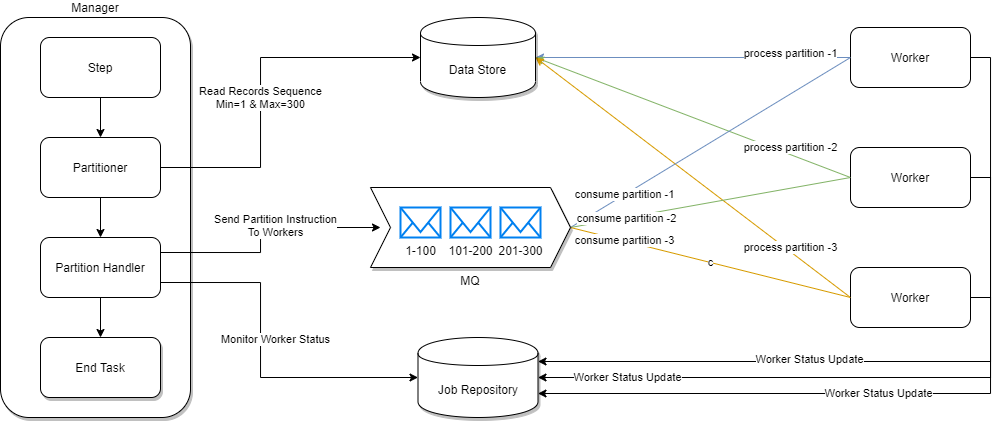 Manager
Step
Partitioner
Partition Handler
End Task
Read Records Sequence
Min=1 & Max=300
Send Partition Instruction
To Workers
Monitor Worker Status
Data Store
1-100
101-200
201-300
MQ
Job Repository
consume partition -1
consume partition -2
consume partition -3
c
process partition -1
process partition -2
process partition -3
Worker
Worker
Worker
Worker Status Update
Worker Status Update
Worker Status Update